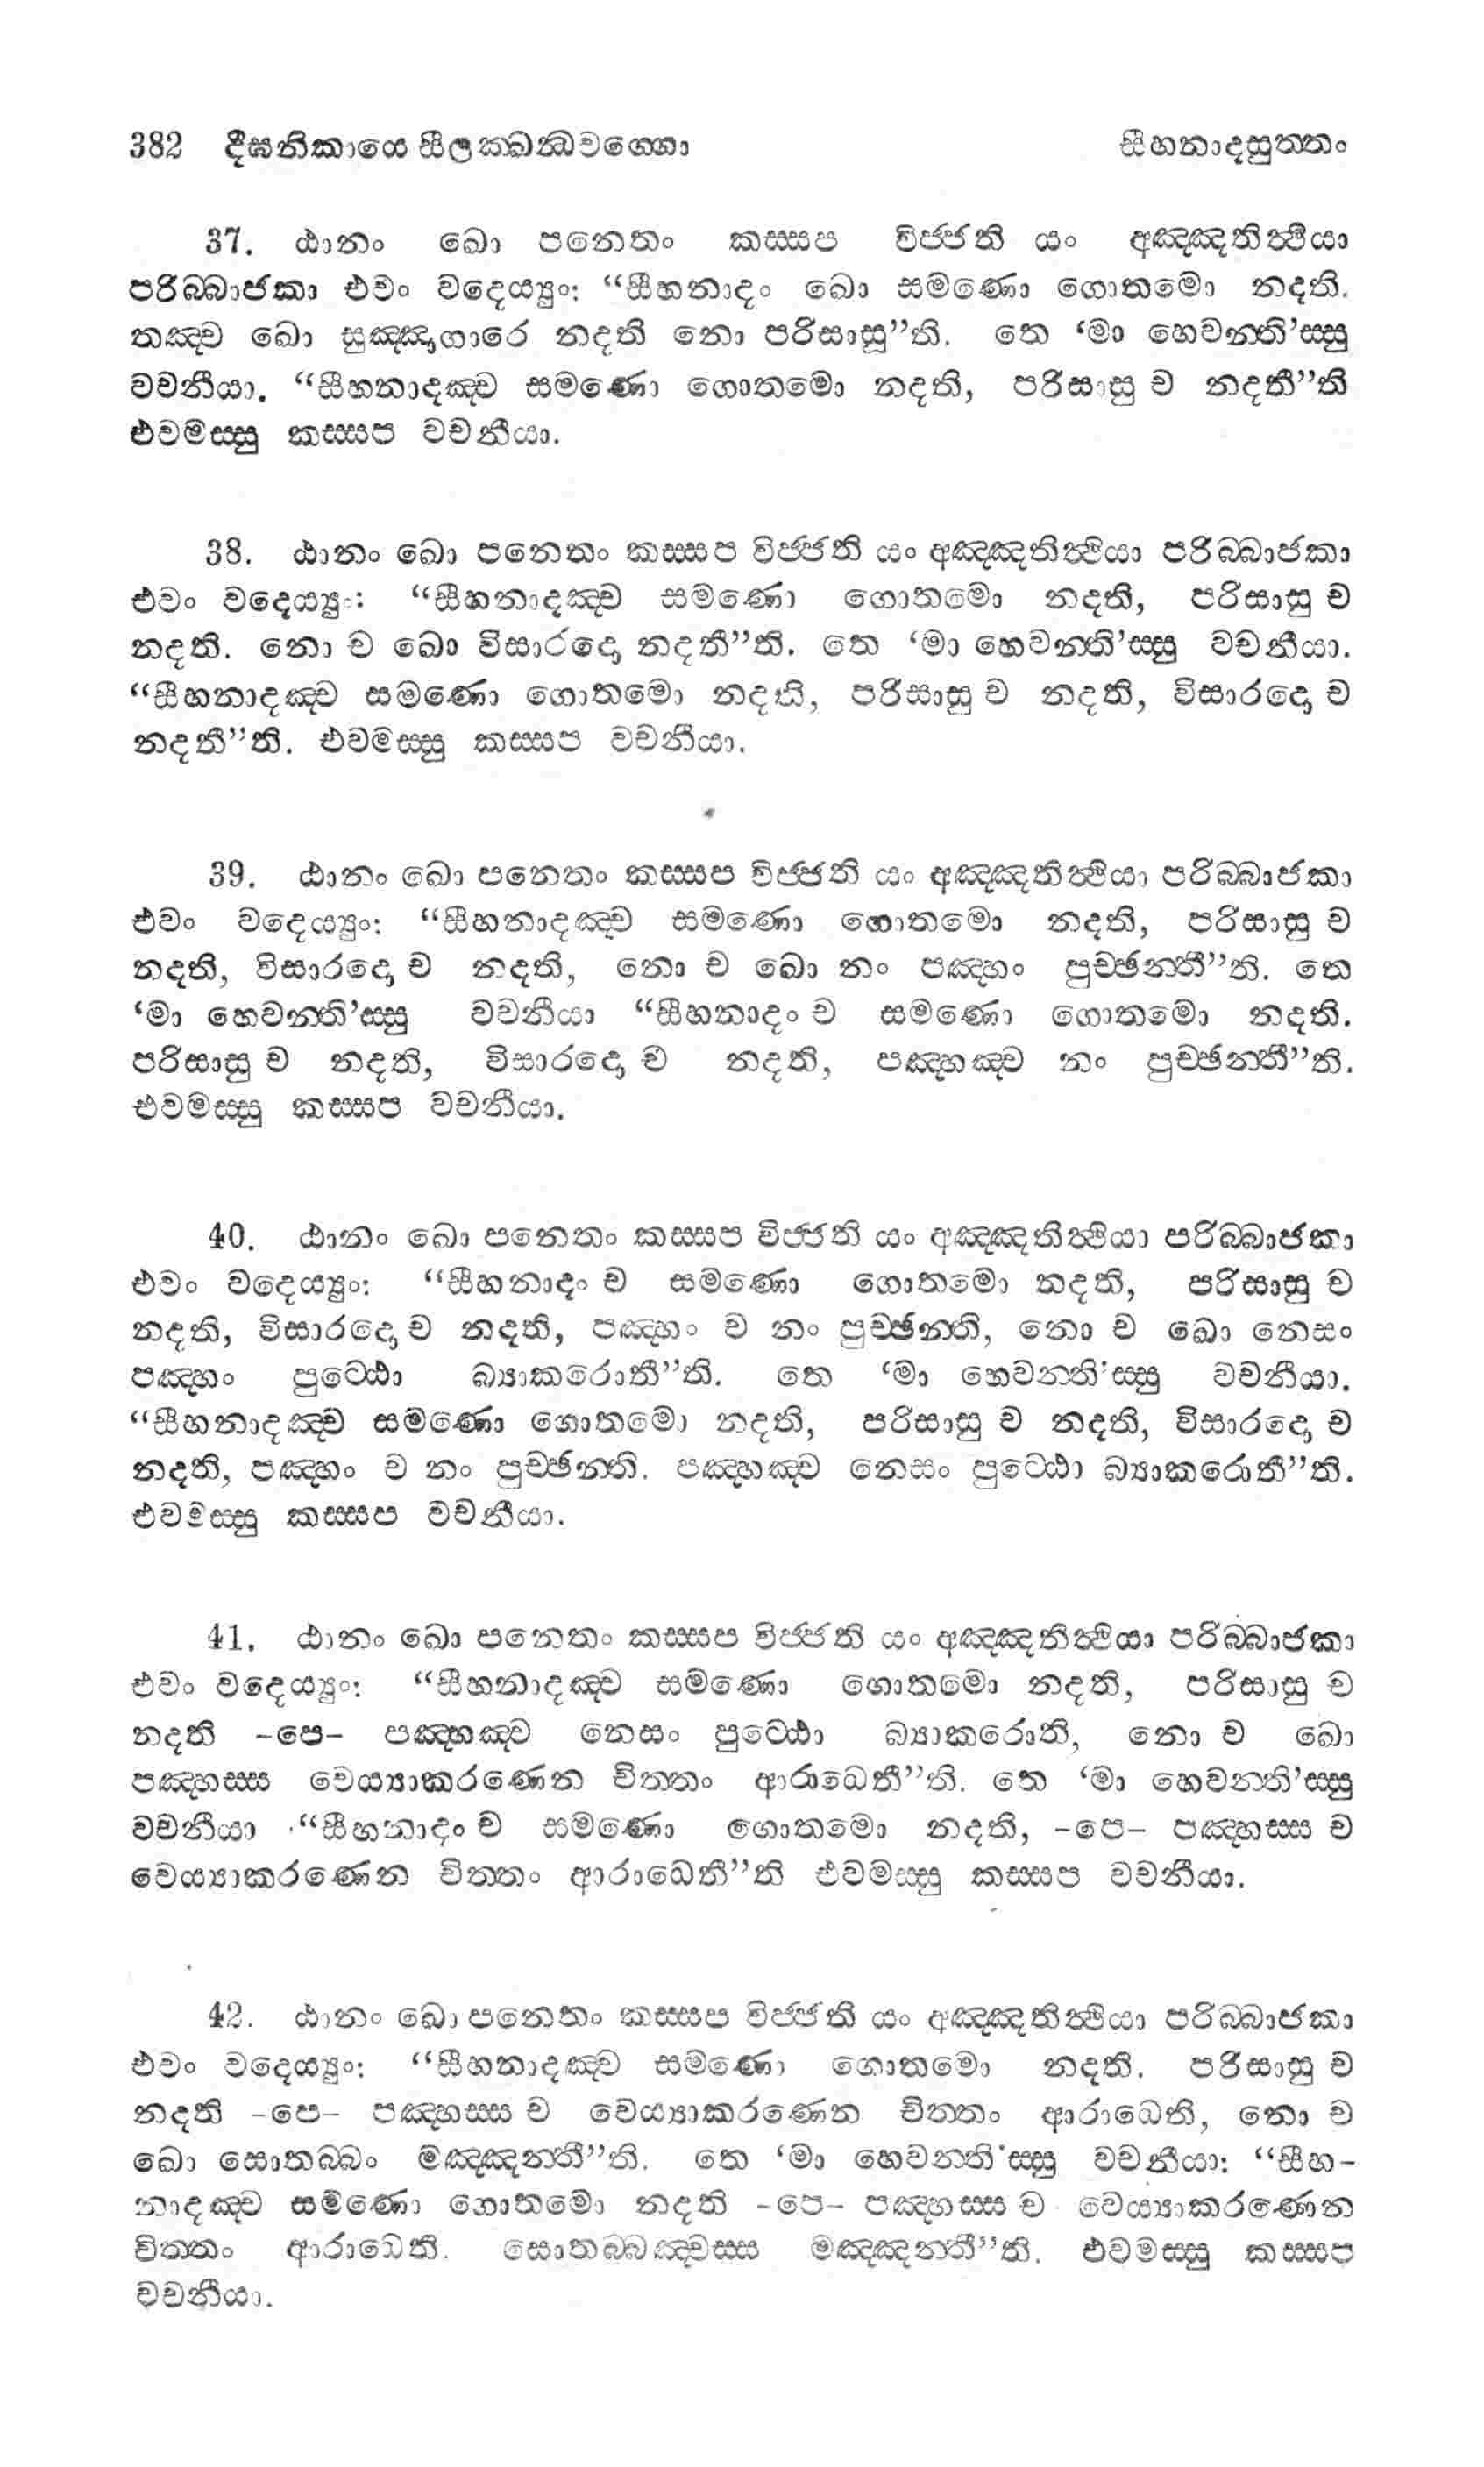 382 දීඝනිකායෙ සීලක්ඛන්ධවග්ගො සීහනාදසුත්තං
37. ඨානං ඛො පනෙතං කස්සප විජ්ජති යං අඤ්ඤතිත්ථියා
පරිබ්බාජකා එවං වදෙය්‍යුං: “සීහනාදං ඛො සමණො ගොතමො නදති.
තඤ්ච ඛො සුඤ්ඤාගාරෙ නදති නො පරිසාසූ”ති. තෙ ‘මා හෙවන්ති’ස්සු
වචනීයා. “සීහනාදඤ්ච සමණො ගොතමො නදති, පරිසාසු ච නදතී”ති
එවමස්සු කස්සප වචනීයා.
38. ඨානං ඛො පනෙතං කස්සප විජ්ජති යං අඤ්ඤතිත්ථියා පරිබ්බාජකා
එවං වදෙය්‍යුං: “සීහනාදඤ්ච සමණො ගොතමො නදති, පරිසාසු ච
නදති. නො ච ඛො විසාරදො නදතී”ති. තෙ ‘මා හෙවන්ති’ස්සු වචනීයා.
“සීහනාදඤ්ච සමණො ගොතමො නදති, පරිසාසු ච නදති, විසාරදො ච
නදතී”ති. එවමස්සු කස්සප වචනීයා.
39. ඨානං ඛො පනෙතං කස්සප විජ්ජති යං අඤ්ඤතිත්ථියා පරිබ්බාජකා
එවං වදෙය්‍යුං: “සීහනාදඤ්ච සමණො ගොතමො නදති, පරිසාසු ච
නදති, විසාරදො ච නදති, නො ච ඛො නං පඤ්හං පුච්ඡන්තී”ති. තෙ
‘මා හෙවන්ති’ස්සු වචනීයා “සීහනාදං ච සමණො ගොතමො නදති.
පරිසාසු ච නදති, විසාරදො ච නදති, පඤ්හඤ්ච නං පුච්ඡන්තී”ති.
එවමස්සු කස්සප වචනීයා.
40. ඨානං ඛො පනෙතං කස්සප විජ්ජති යං අඤ්ඤතිත්ථියා පරිබ්බාජකා
එවං වදෙය්‍යුං: “සීහනාදං ච සමණො ගොතමො නදති, පරිසාසු ච
නදති, විසාරදො ච නදති, පඤ්හං ච නං පුච්ඡන්ති, නො ච ඛො නෙසං
පඤ්හං පුට්ඨො බ්‍යාකරොතී”ති. තෙ ‘මා හෙවන්ති’ස්සු වචනීයා.
“සීහනාදඤ්ච සමණො ගොතමො නදති, පරිසාසු ච නදති, විසාරදො ච
නදති, පඤ්හං ච නං පුච්ඡන්ති. පඤ්හඤ්ච නෙසං පුට්ඨො බ්‍යාකරොතී”ති.
එවමස්සු කස්සප වචනීයා.
41. ඨානං ඛො පනෙතං කස්සප විජ්ජති යං අඤ්ඤතිත්ථියා පරිබ්බාජකා
එවං වදෙය්‍යුං: “සීහනාදඤ්ච සමණො ගොතමො නදති, පරිසාසු ච
නදති -පෙ- පඤ්හඤ්ච නෙසං පුට්ඨො බ්‍යාකරොති, නො ච ඛො
පඤ්හස්ස වෙය්‍යාකරණෙන චිත්තං ආරාධෙතී”ති. තෙ ‘මා හෙවන්ති’ස්සු
වචනීයා “සීහනාදං ච සමණො ගොතමො නදති, -පෙ- පඤ්හස්ස ච
වෙය්‍යාකරණෙන චිත්තං ආරාධෙතී”ති එවමස්සු කස්සප වචනීයා.
42. ඨානං ඛො පනෙතං කස්සප විජ්ජති යං අඤ්ඤතිත්ථියා පරිබ්බාජකා
එවං වදෙය්‍යුං: “සීහනාදඤ්ච සමණො ගොතමො නදති. පරිසාසු ච
නදති -පෙ- පඤ්හස්ස ච වෙය්‍යාකරණෙන චිත්තං ආරාධෙති, නො ච
ඛො සොතබ්බං මඤ්ඤන්තී”ති. තෙ ‘මා හෙවන්ති’ස්සු වචනීයා: “සීහ-
නාදඤ්ච සමණො ගොතමො නදති -පෙ- පඤ්හස්ස ච වෙය්‍යාකරණෙන
චිත්තං ආරාධෙති. සොතබ්බඤ්චස්ස මඤ්ඤන්තී”ති. එවමස්සු කස්සප
වචනීයා.